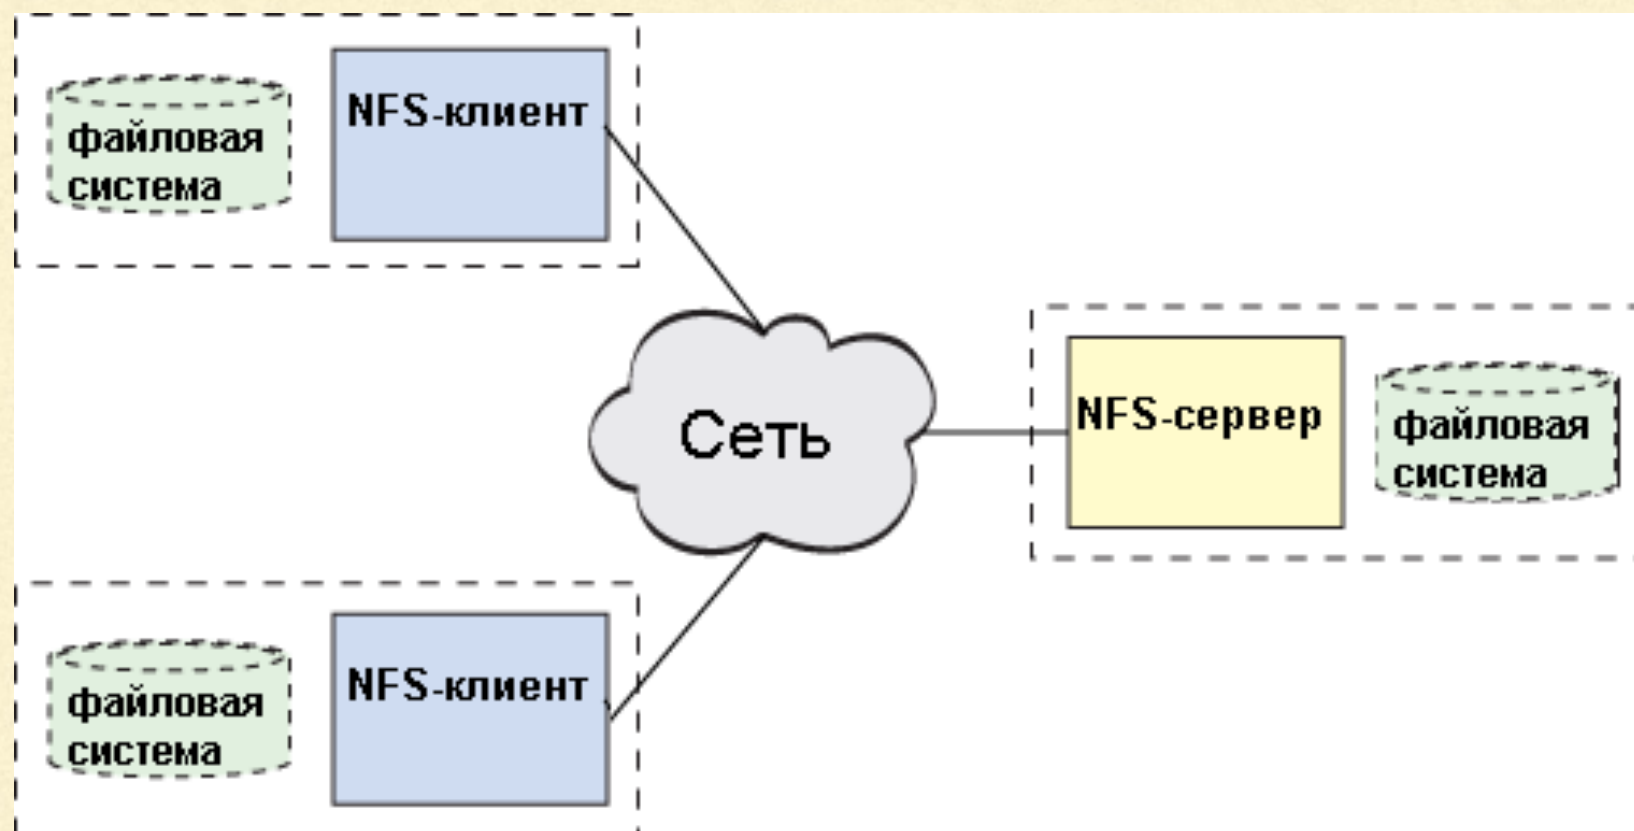 файловая
система
NFS-клиент
Сеть
NFS-сервер
файловая
система
файловая
система
NFS-клиент